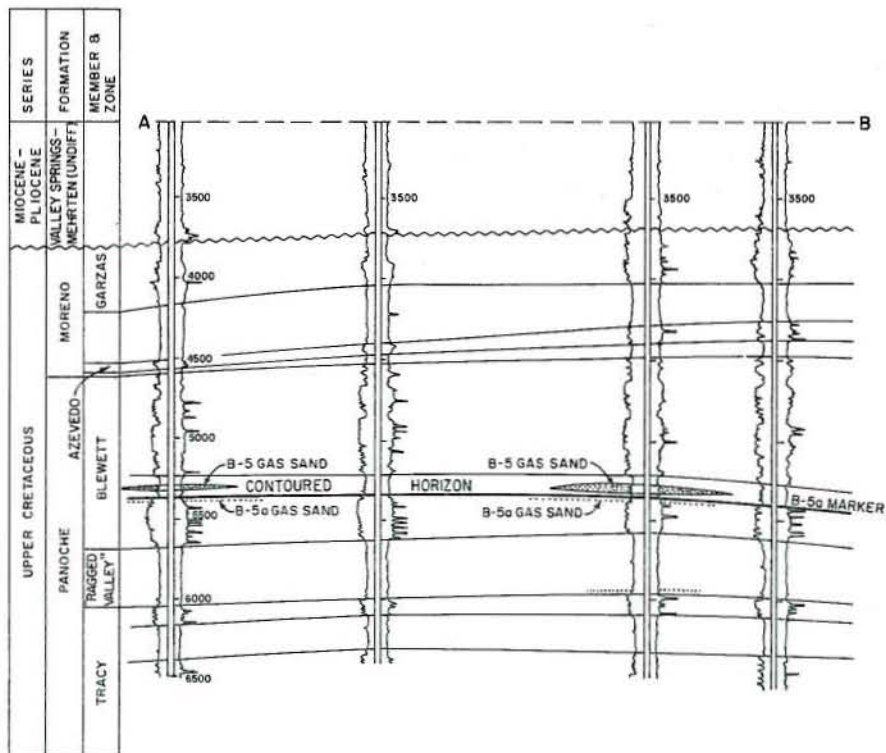 SERIES
FORMATION
MEMBER &
ZONE
A
B
MIOCENE -
PLIOCENE
VALLEY SPRINGS -
MEHRTEN (UNDIFF)
3500
3500
3500
3500
UPPER CRETACEOUS
MORENO
GARZAS
4000
4500
AZEVEDO
PANOCHE
BLEWETT
5000
B-5 GAS SAND
B-5 GAS SAND
CONTOURED HORIZON
B-5a GAS SAND
B-5a GAS SAND
B-5a MARKER
5500
RAGGED
VALLEY"
6000
TRACY
6500